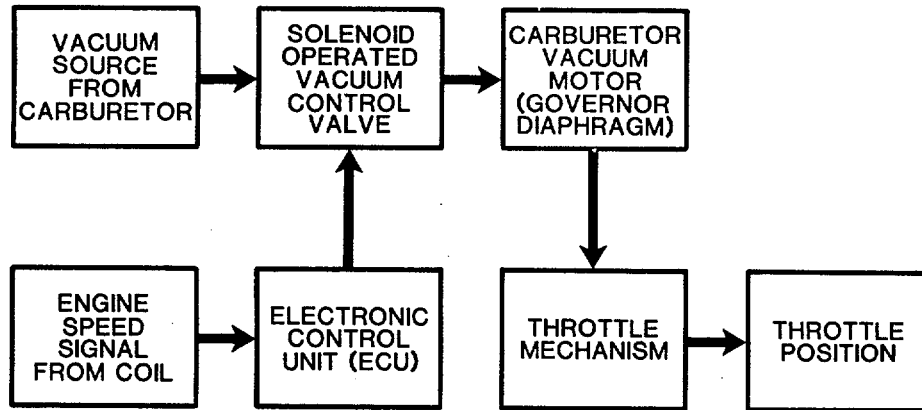 VACUUM
SOURCE
FROM
CARBURETOR
SOLENOID
OPERATED
VACUUM
CONTROL
VALVE
CARBURETOR
VACUUM
MOTOR
(GOVERNOR
DIAPHRAGM)
ENGINE
SPEED
SIGNAL
FROM COIL
ELECTRONIC
CONTROL
UNIT (ECU)
THROTTLE
MECHANISM
THROTTLE
POSITION